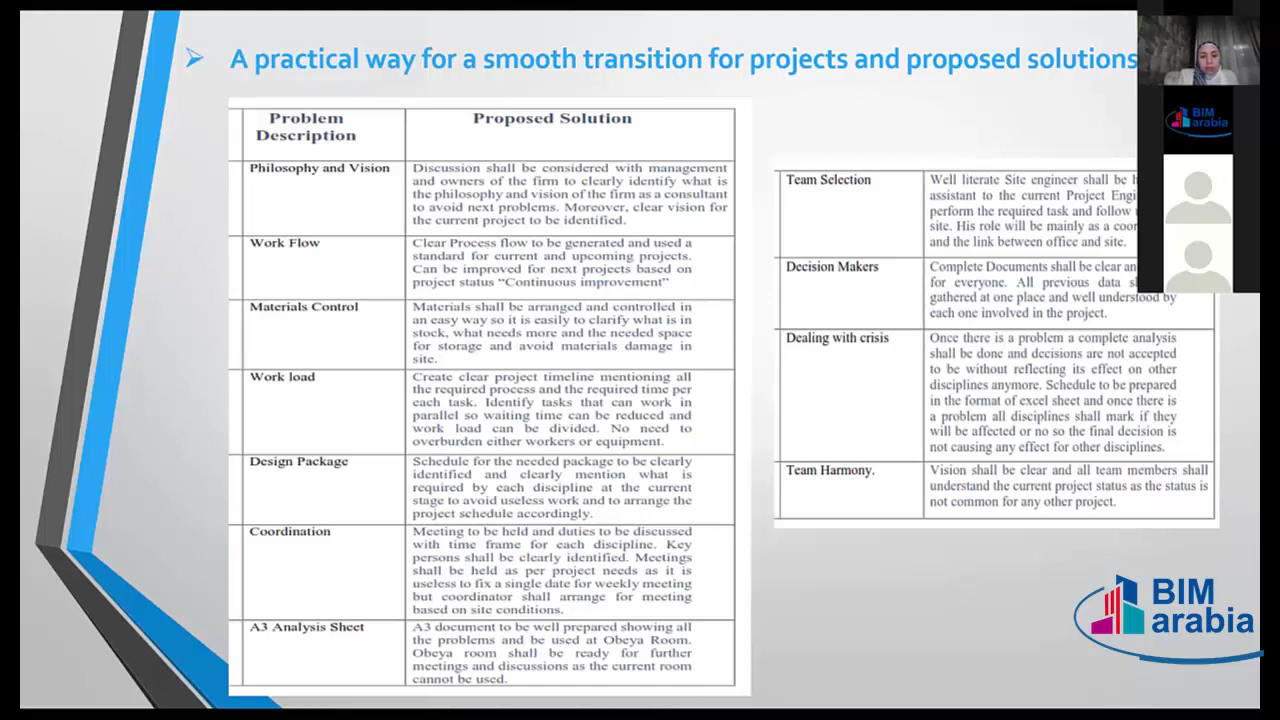 A practical way for a smooth transition for projects and proposed solutions
Problem Description
Proposed Solution
Philosophy and Vision
Discussion shall be considered with management
and owners of the firm to clearly identify what is
the philosophy and vision of the firm as a consultant
to avoid next problems. Moreover, clear vision for
the current project to be identified.
Work Flow
Clear Process flow to be generated and used a
standard for current and upcoming projects.
Can be improved for next projects based on
project status “Continuous improvement”
Materials Control
Materials shall be arranged and controlled in
an easy way so it is easily to clarify what is in
stock, what needs more and the needed space
for storage and avoid materials damage in
site.
Work load
Create clear project timeline mentioning all
the required process and the required time per
each task. Identify tasks that can work in
parallel so waiting time can be reduced and
work load can be divided. No need to
overburden either workers or equipment.
Design Package
Schedule for the needed package to be clearly
identified and clearly mention what is
required by each discipline at the current
stage to avoid useless work and to arrange the
project schedule accordingly.
Coordination
Meeting to be held and duties to be discussed
with time frame for each discipline. Key
persons shall be clearly identified. Meetings
shall be held as per project needs as it is
useless to fix a single date for weekly meeting
but coordinator shall arrange for meeting
based on site conditions.
A3 Analysis Sheet
A3 document to be well prepared showing all
the problems and be used at Obeya Room.
Obeya room shall be ready for further
meetings and discussions as the current room
cannot be used.
Team Selection
Well literate Site engineer shall be
assistant to the current Project
perform the required task and follow
site. His role will be mainly as a
and the link between office and site.
Decision Makers
Complete Documents shall be clear
for everyone. All previous data
gathered at one place and well understood by
each one involved in the project.
Dealing with crisis
Once there is a problem a complete analysis
shall be done and decisions are not accepted
to be without reflecting its effect on other
disciplines anymore. Schedule to be prepared
in the format of excel sheet and once there is
a problem all disciplines shall mark if they
will be affected or no so the final decision is
not causing any effect for other disciplines.
Team Harmony.
Vision shall be clear and all team members shall
understand the current project status as the status is
not common for any other project.
BIM
arabia
BIM
arabia